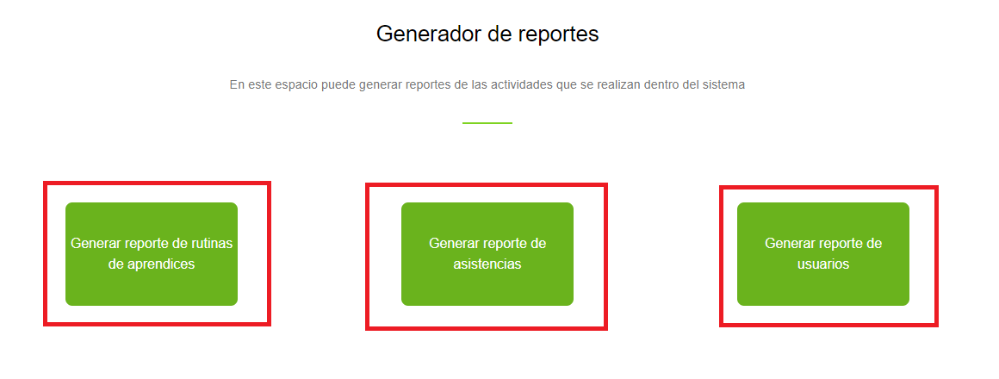 Generador de reportes
En este espacio puede generar reportes de las actividades que se realizan dentro del sistema
Generar reporte de rutinas
de aprendices
Generar reporte de
asistencias
Generar reporte de
usuarios